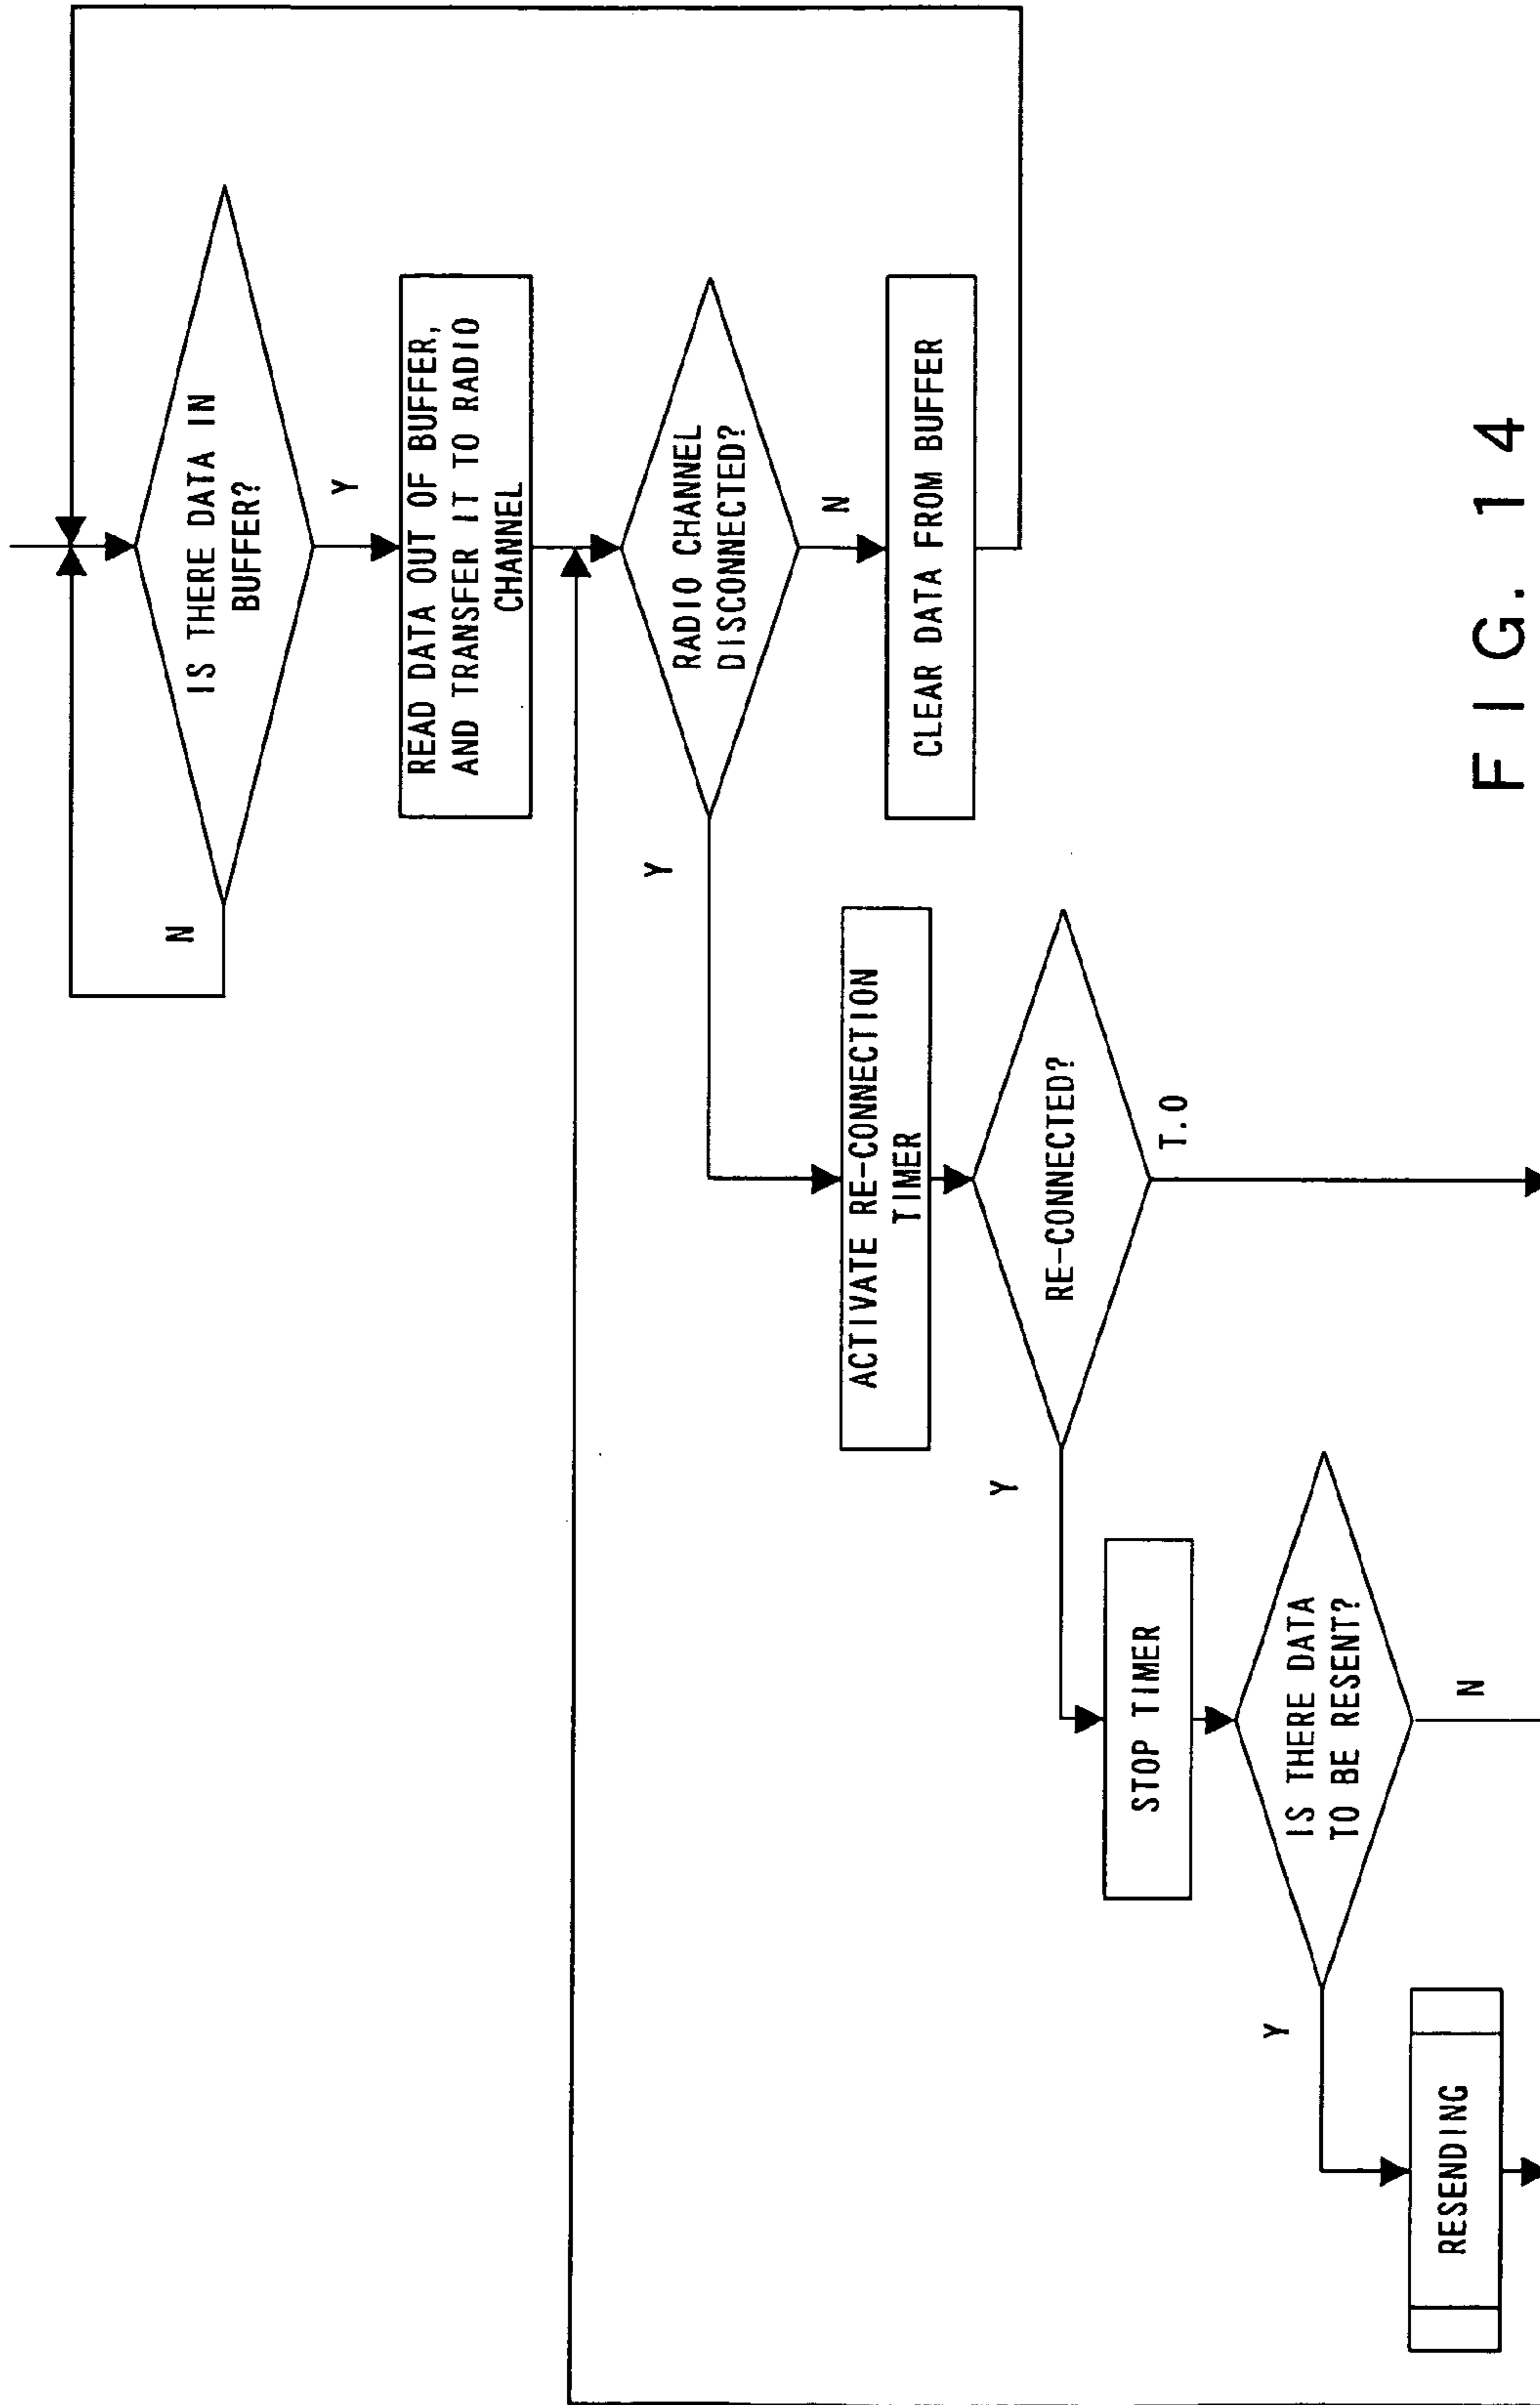 IS THERE DATA IN
BUFFER?
N
Y
READ DATA OUT OF BUFFER,
AND TRANSFER IT TO RADIO
CHANNEL
RADIO CHANNEL
DISCONNECTED?
Y
N
CLEAR DATA FROM BUFFER
ACTIVATE RE-CONNECTION
TIMER
RE-CONNECTED?
Y
T.O
STOP TIMER
IS THERE DATA
TO BE RESENT?
Y
N
RESENDING
FIG. 14